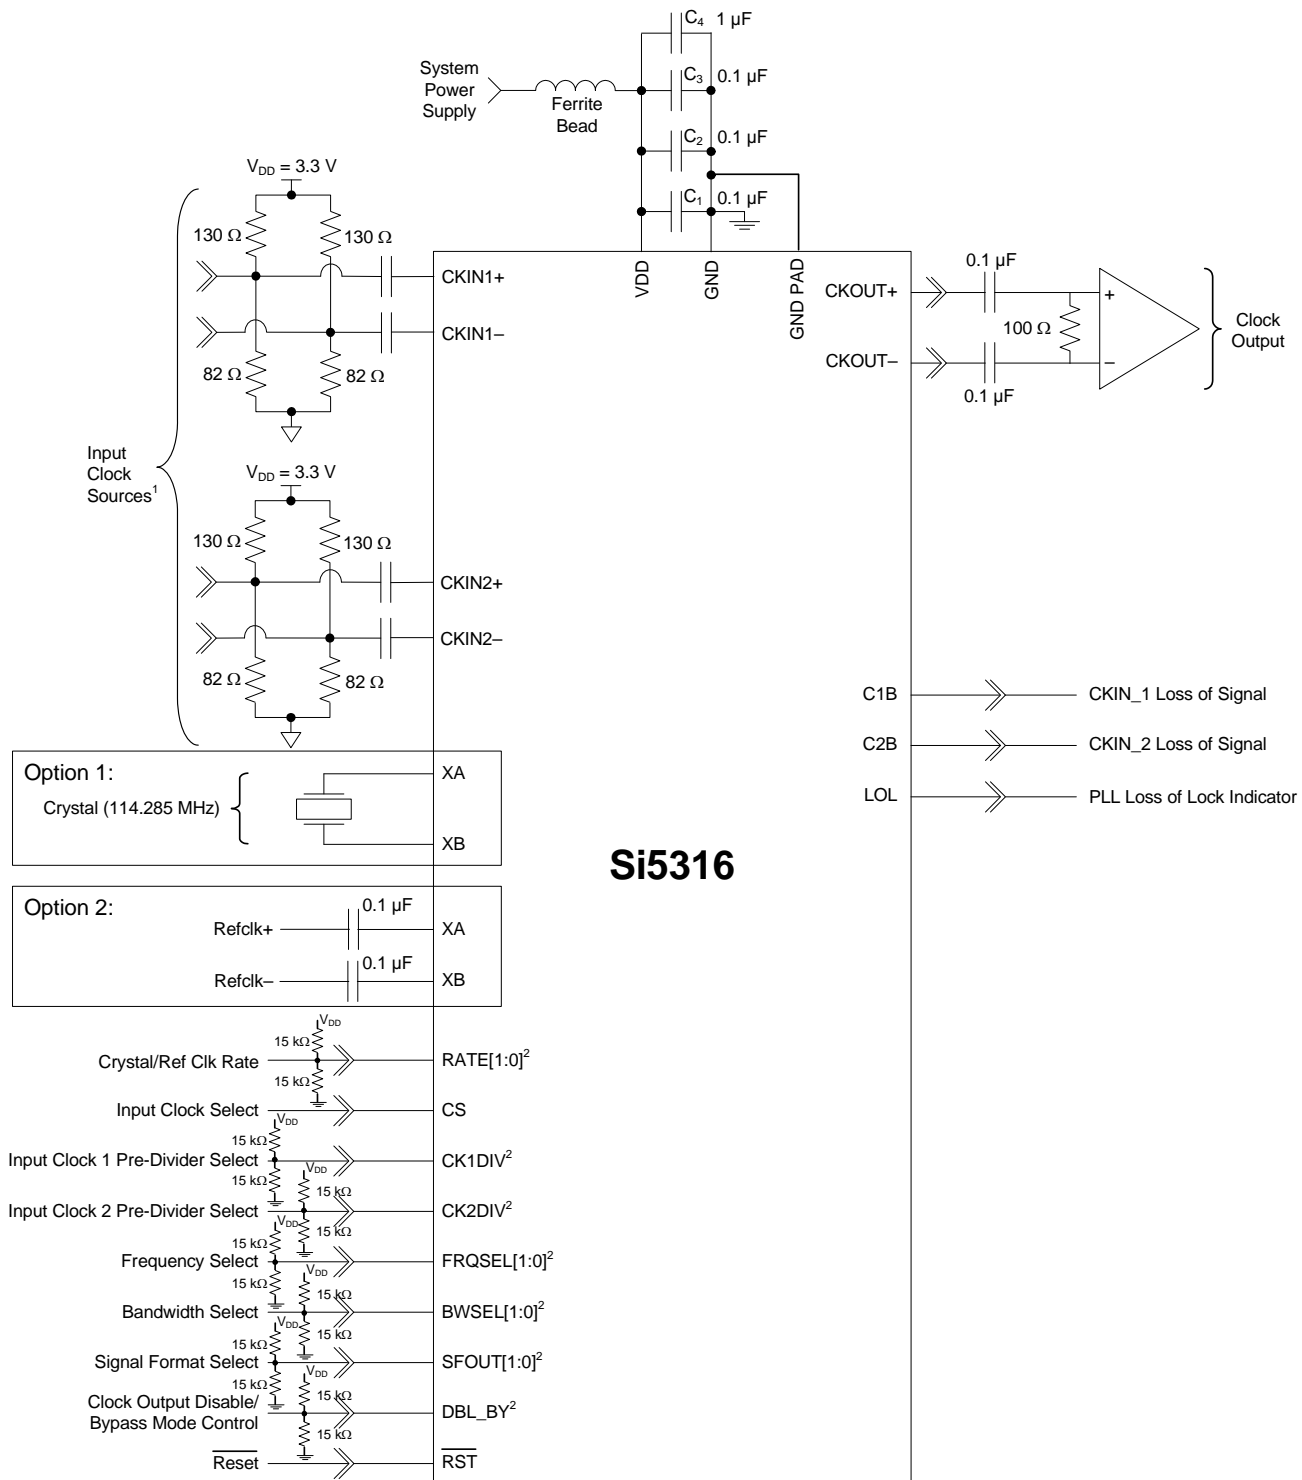 C4 1 µF
System
Power
Supply
Ferrite
Bead
C3 0.1 µF
C2 0.1 µF
C1 0.1 µF
VDD = 3.3 V
130 Ω
130 Ω
CKIN1+
CKIN1–
82 Ω
82 Ω
VDD
GND
GND PAD
CKOUT+
0.1 µF
+
100 Ω
Clock
Output
CKOUT–
–
0.1 µF
Input
Clock
Sources1
VDD = 3.3 V
130 Ω
130 Ω
CKIN2+
CKIN2–
82 Ω
82 Ω
C1B
CKIN_1 Loss of Signal
C2B
CKIN_2 Loss of Signal
LOL
PLL Loss of Lock Indicator
Option 1:
Crystal (114.285 MHz)
XA
XB
Si5316
Option 2:
0.1 µF
Refclk+
XA
0.1 µF
Refclk–
XB
VDD
15 kΩ
Crystal/Ref Clk Rate
RATE[1:0]2
15 kΩ
Input Clock Select
CS
VDD
15 kΩ
Input Clock 1 Pre-Divider Select
CK1DIV2
15 kΩ
VDD
15 kΩ
Input Clock 2 Pre-Divider Select
CK2DIV2
15 kΩ
VDD
15 kΩ
Frequency Select
FRQSEL[1:0]2
15 kΩ
VDD
15 kΩ
Bandwidth Select
BWSEL[1:0]2
15 kΩ
VDD
15 kΩ
Signal Format Select
SFOUT[1:0]2
15 kΩ
VDD
15 kΩ
Clock Output Disable/
Bypass Mode Control
DBL_BY2
15 kΩ
Reset
RST